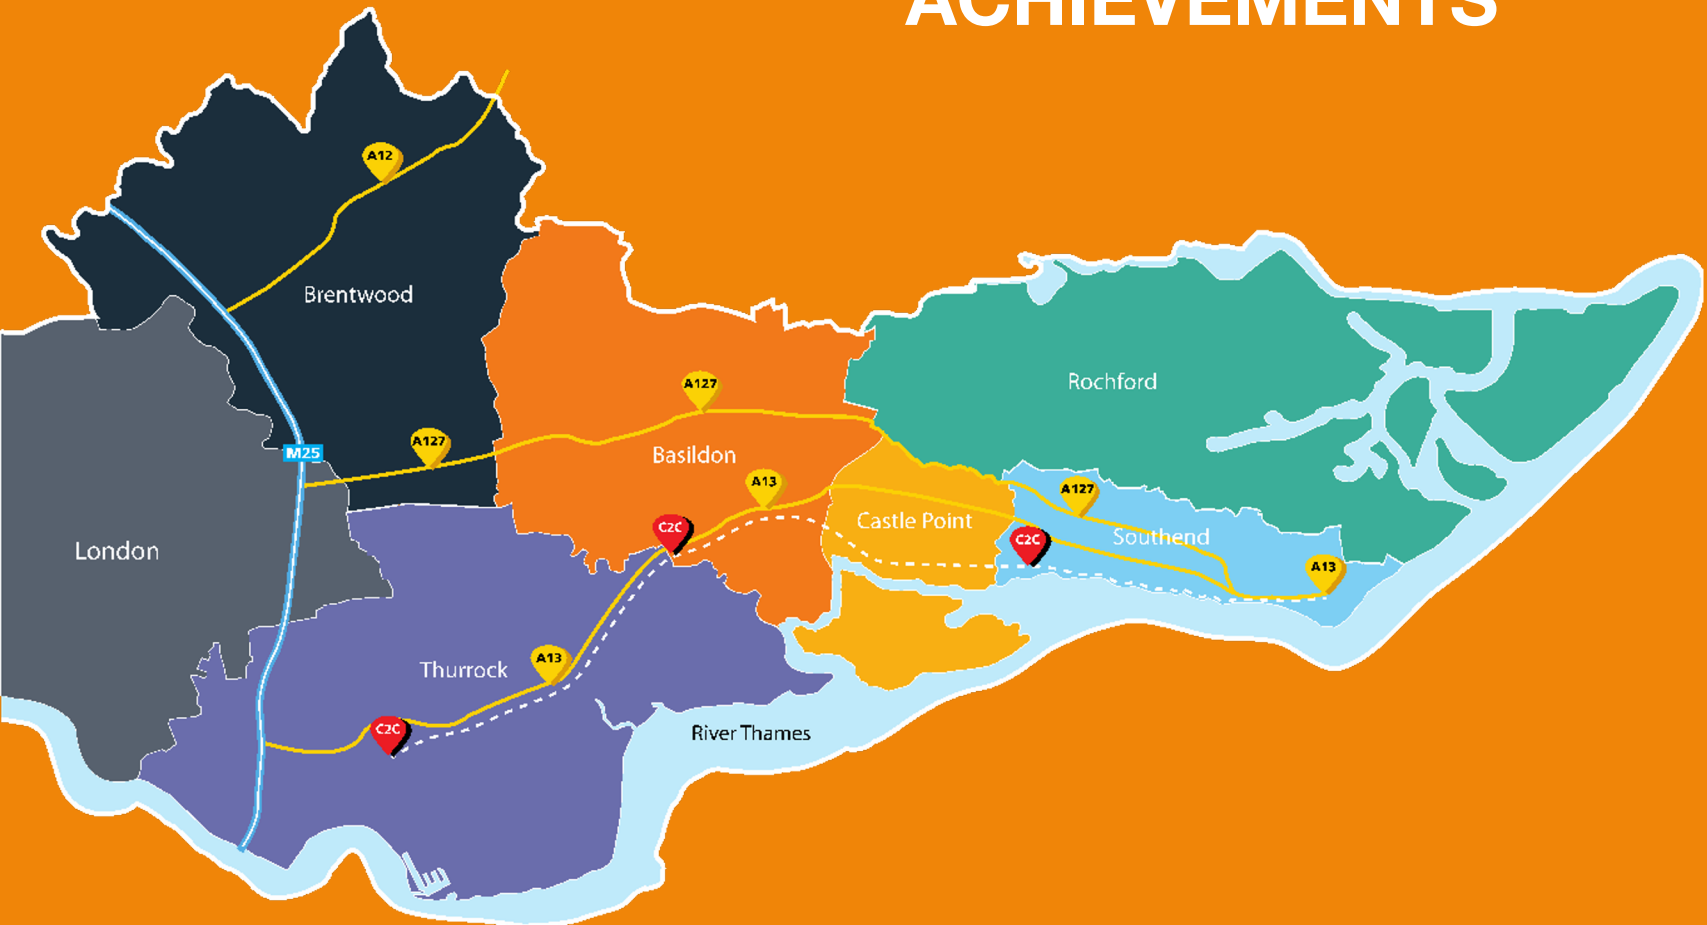 ACHIEVEMENTS
A12
Brentwood
Rochford
A127
A127
M25
Basildon
A13
A127
C2C
Castle Point
Southend
C2C
London
A13
A13
Thurrock
C2C
River Thames